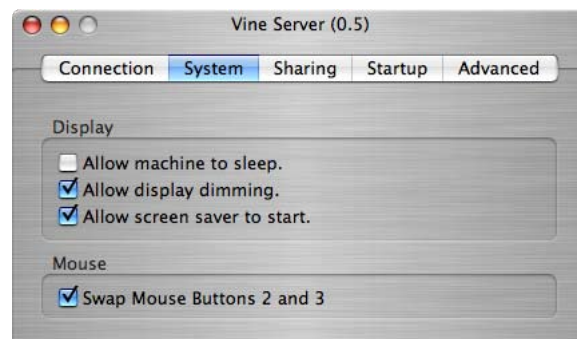 Vine Server (0.5)
Connection System Sharing Startup Advanced
Display
Allow machine to sleep.
Allow display dimming.
Allow screen saver to start.
Mouse
Swap Mouse Buttons 2 and 3